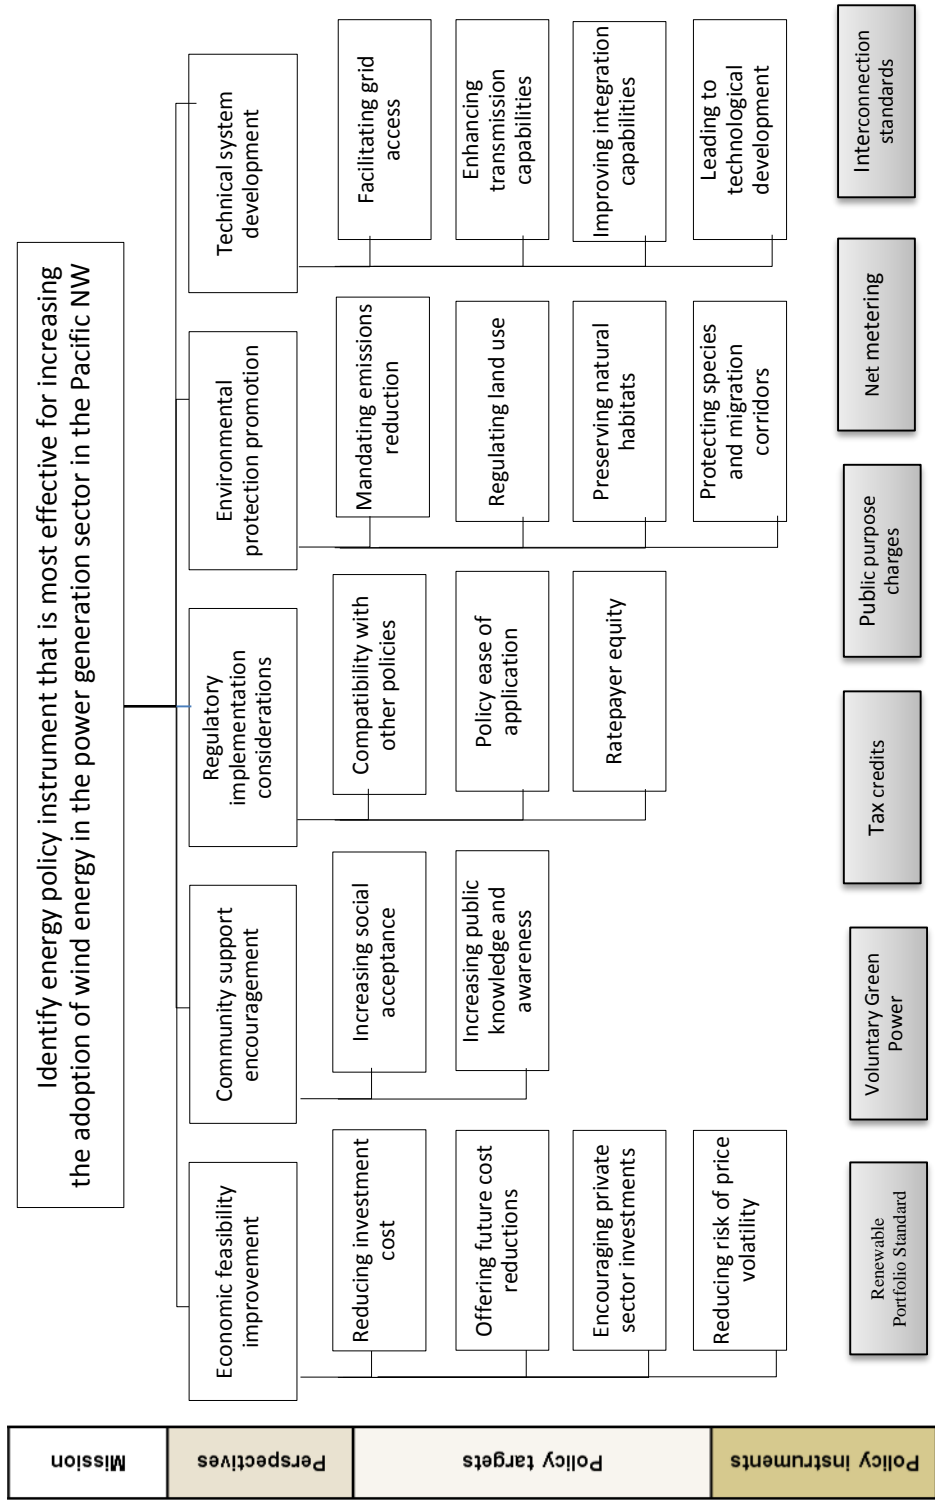 Mission
Identify energy policy instrument that is most effective for increasing
the adoption of wind energy in the power generation sector in the Pacific NW
Perspectives
Economic feasibility
improvement
Community support
encouragement
Regulatory
implementation
considerations
Environmental
protection promotion
Technical system
development
Policy targets
Reducing investment
cost
Offering future cost
reductions
Encouraging private
sector investments
Reducing risk of price
volatility
Increasing social
acceptance
Increasing public
knowledge and
awareness
Compatibility with
other policies
Policy ease of
application
Ratepayer equity
Mandating emissions
reduction
Regulating land use
Preserving natural
habitats
Protecting species
and migration
corridors
Facilitating grid
access
Enhancing
transmission
capabilities
Improving integration
capabilities
Leading to
technological
development
Policy instruments
Renewable
Portfolio Standard
Voluntary Green
Power
Tax credits
Public purpose
charges
Net metering
Interconnection
standards